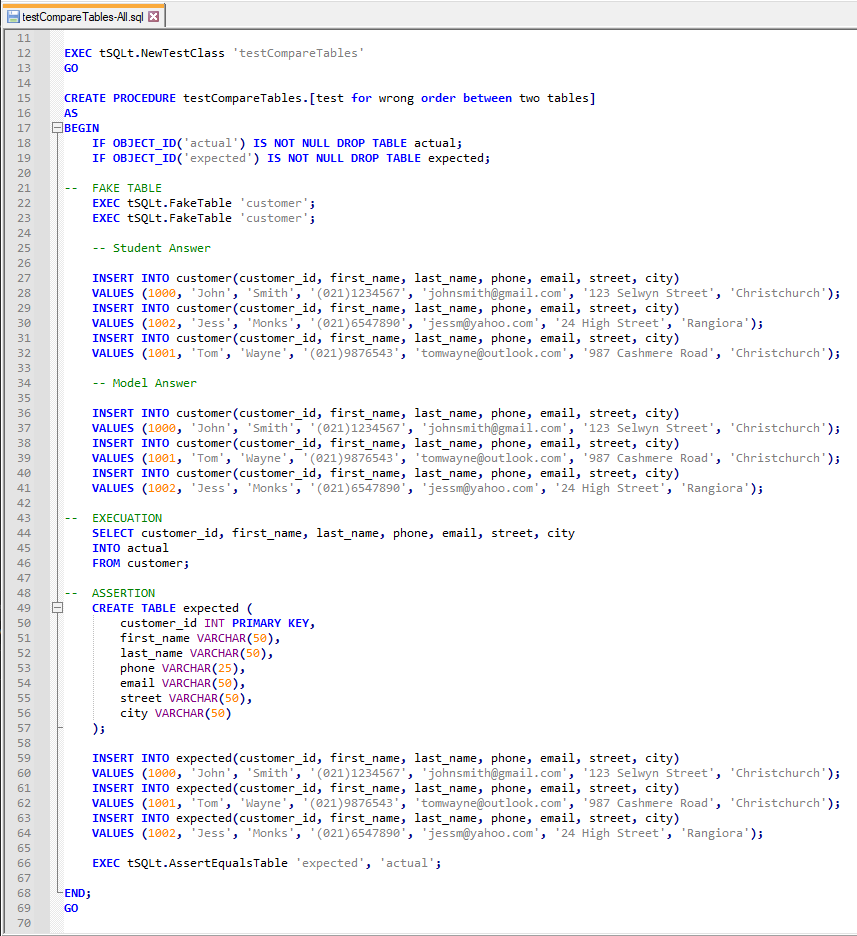 testCompareTables-All.sql
11
12 EXEC tSQLt.NewTestClass 'testCompareTables'
13 GO
14
15 CREATE PROCEDURE testCompareTables.[test for wrong order between two tables]
16 AS
17 BEGIN
18 IF OBJECT_ID('actual') IS NOT NULL DROP TABLE actual;
19 IF OBJECT_ID('expected') IS NOT NULL DROP TABLE expected;
20
21 -- FAKE TABLE
22 EXEC tSQLt.FakeTable 'customer';
23 EXEC tSQLt.FakeTable 'customer';
24
25 -- Student Answer
26
27 INSERT INTO customer(customer_id, first_name, last_name, phone, email, street, city)
28 VALUES (1000, 'John', 'Smith', '(021)1234567', 'johnsmith@gmail.com', '123 Selwyn Street', 'Christchurch');
29 INSERT INTO customer(customer_id, first_name, last_name, phone, email, street, city)
30 VALUES (1002, 'Jess', 'Monks', '(021)6547890', 'jessm@yahoo.com', '24 High Street', 'Rangiora');
31 INSERT INTO customer(customer_id, first_name, last_name, phone, email, street, city)
32 VALUES (1001, 'Tom', 'Wayne', '(021)9876543', 'tomwayne@outlook.com', '987 Cashmere Road', 'Christchurch');
33
34 -- Model Answer
35
36 INSERT INTO customer(customer_id, first_name, last_name, phone, email, street, city)
37 VALUES (1000, 'John', 'Smith', '(021)1234567', 'johnsmith@gmail.com', '123 Selwyn Street', 'Christchurch');
38 INSERT INTO customer(customer_id, first_name, last_name, phone, email, street, city)
39 VALUES (1001, 'Tom', 'Wayne', '(021)9876543', 'tomwayne@outlook.com', '987 Cashmere Road', 'Christchurch');
40 INSERT INTO customer(customer_id, first_name, last_name, phone, email, street, city)
41 VALUES (1002, 'Jess', 'Monks', '(021)6547890', 'jessm@yahoo.com', '24 High Street', 'Rangiora');
42
43 -- EXECUATION
44 SELECT customer_id, first_name, last_name, phone, email, street, city
45 INTO actual
46 FROM customer;
47
48 -- ASSERTION
49 CREATE TABLE expected (
50 customer_id INT PRIMARY KEY,
51 first_name VARCHAR(50),
52 last_name VARCHAR(50),
53 phone VARCHAR(25),
54 email VARCHAR(50),
55 street VARCHAR(50),
56 city VARCHAR(50)
57 );
58
59 INSERT INTO expected(customer_id, first_name, last_name, phone, email, street, city)
60 VALUES (1000, 'John', 'Smith', '(021)1234567', 'johnsmith@gmail.com', '123 Selwyn Street', 'Christchurch');
61 INSERT INTO expected(customer_id, first_name, last_name, phone, email, street, city)
62 VALUES (1001, 'Tom', 'Wayne', '(021)9876543', 'tomwayne@outlook.com', '987 Cashmere Road', 'Christchurch');
63 INSERT INTO expected(customer_id, first_name, last_name, phone, email, street, city)
64 VALUES (1002, 'Jess', 'Monks', '(021)6547890', 'jessm@yahoo.com', '24 High Street', 'Rangiora');
65
66 EXEC tSQLt.AssertEqualsTable 'expected', 'actual';
67
68 END;
69 GO
70